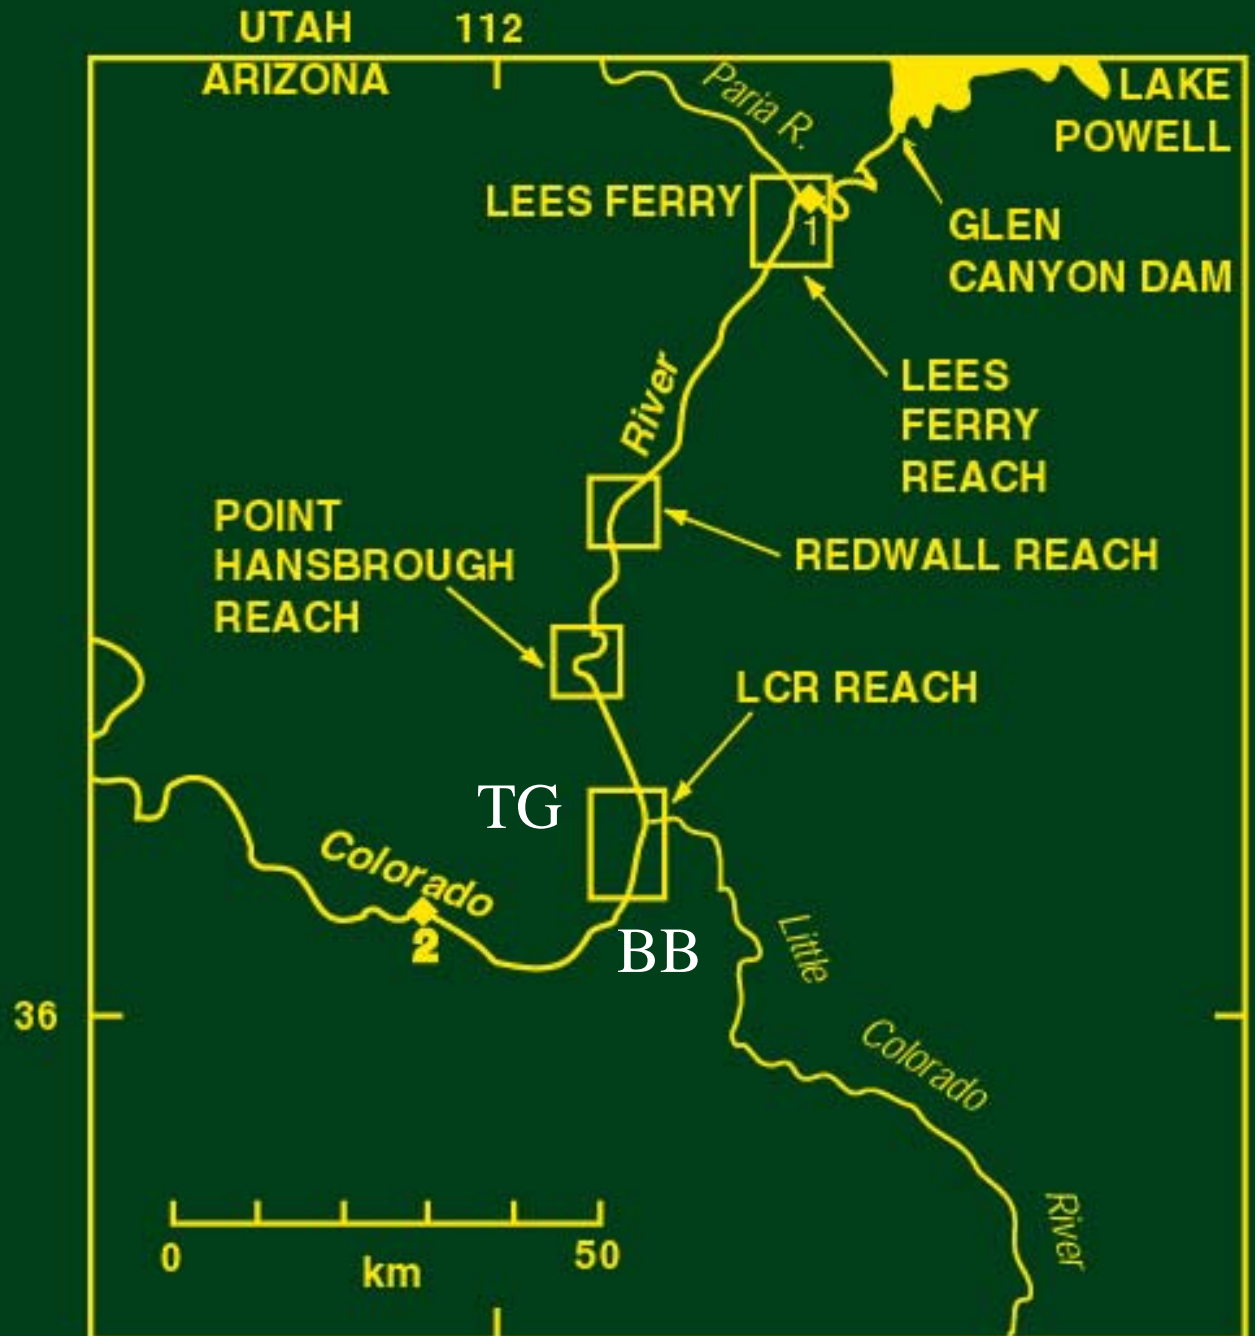 UTAH
112
ARIZONA
Paria R.
LAKE
POWELL
LEES FERRY
1
GLEN
CANYON DAM
LEES
FERRY
REACH
River
POINT
HANSBROUGH
REACH
REDWALL REACH
LCR REACH
TG
Colorado
2
BB
Little
36
Colorado
River
0
50
km